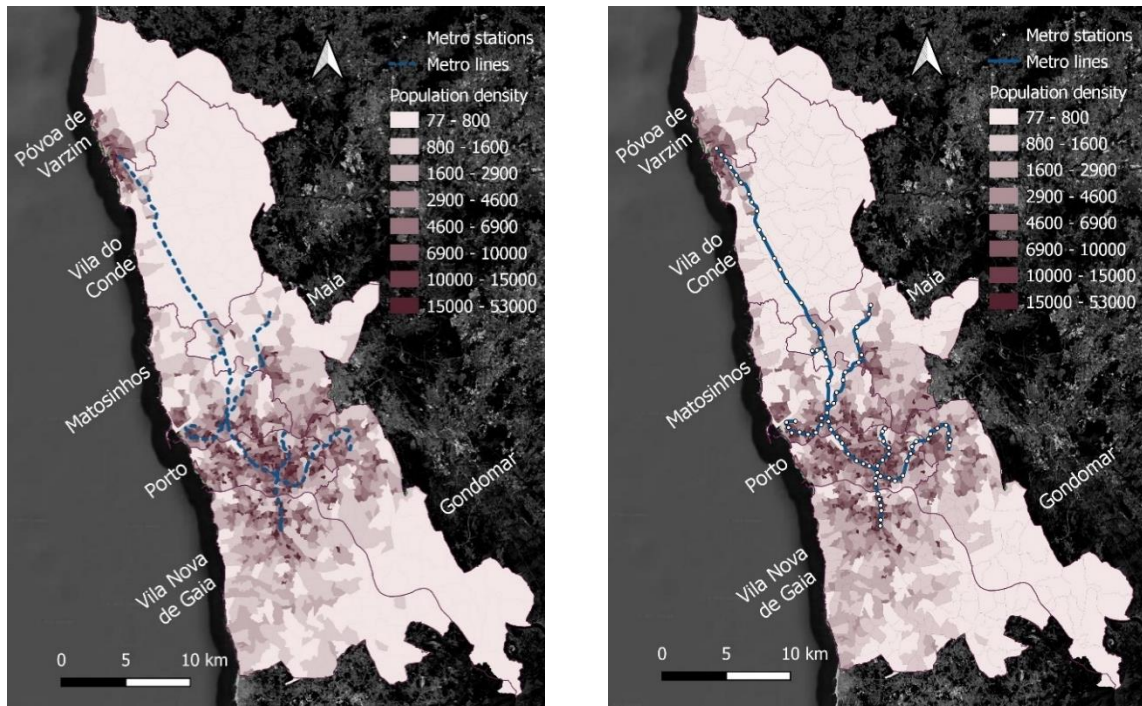 Metro stations
Metro lines
Population density
77 - 800
800 - 1600
1600 - 2900
2900 - 4600
4600 - 6900
6900 - 10000
10000 - 15000
15000 - 53000
Póvoa de
Varzim
Vila do
Conde
Maia
Matosinhos
Porto
Gondomar
Vila Nova
de Gaia
0 5 10 km
Metro stations
Metro lines
Population density
77 - 800
800 - 1600
1600 - 2900
2900 - 4600
4600 - 6900
6900 - 10000
10000 - 15000
15000 - 53000
Póvoa de
Varzim
Vila do
Conde
Maia
Matosinhos
Porto
Gondomar
Vila Nova
de Gaia
0 5 10 km